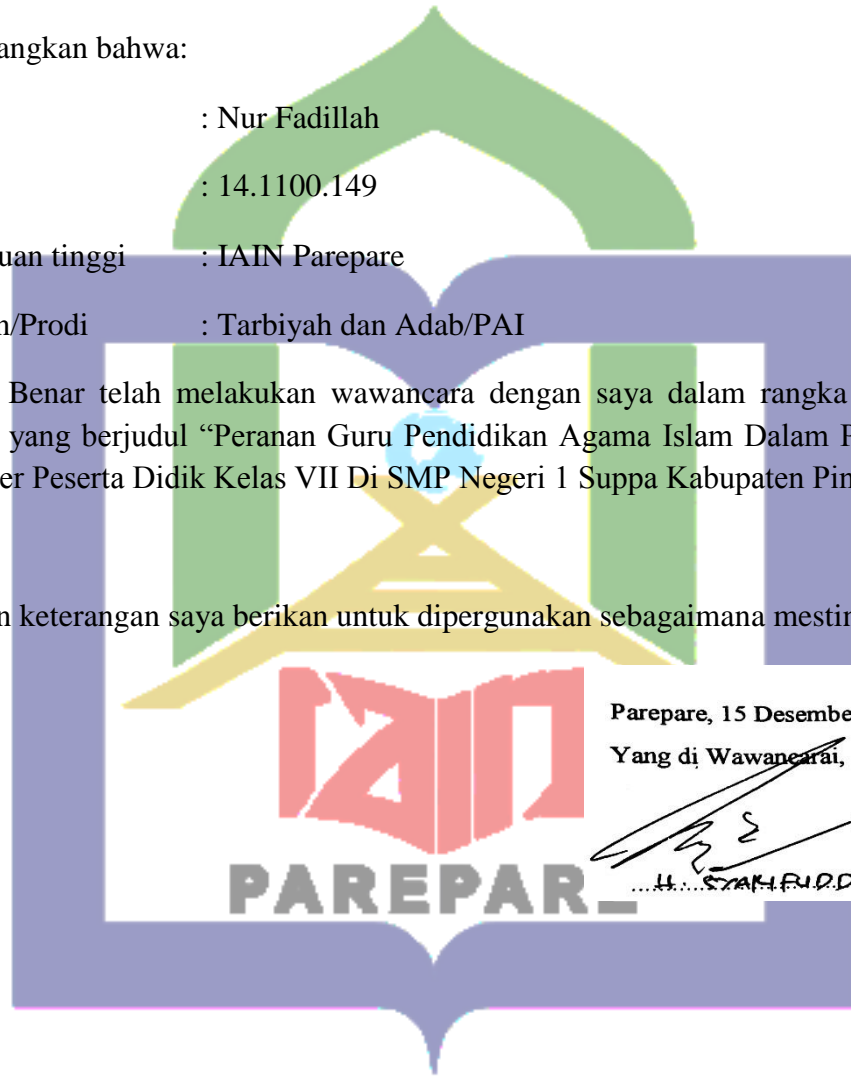 angkan bahwa:
: Nur Fadillah
: 14.1100.149
uan tinggi : IAIN Parepare
n/Prodi : Tarbiyah dan Adab/PAI
Benar telah melakukan wawancara dengan saya dalam rangka
yang berjudul “Peranan Guru Pendidikan Agama Islam Dalam P
er Peserta Didik Kelas VII Di SMP Negeri 1 Suppa Kabupaten Pin
n keterangan saya berikan untuk dipergunakan sebagaimana mestin
iain
Parepare, 15 Desembe
Yang di Wawancarai,
PAREPAR